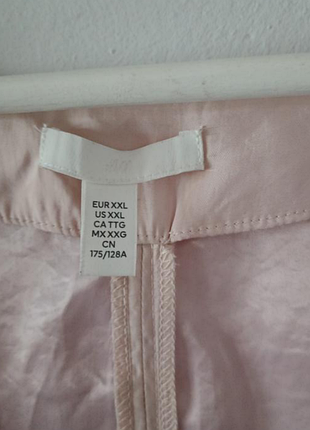 H&M
EUR XXL
US XXL
CA TTG
MX XXG
CN
175/128A